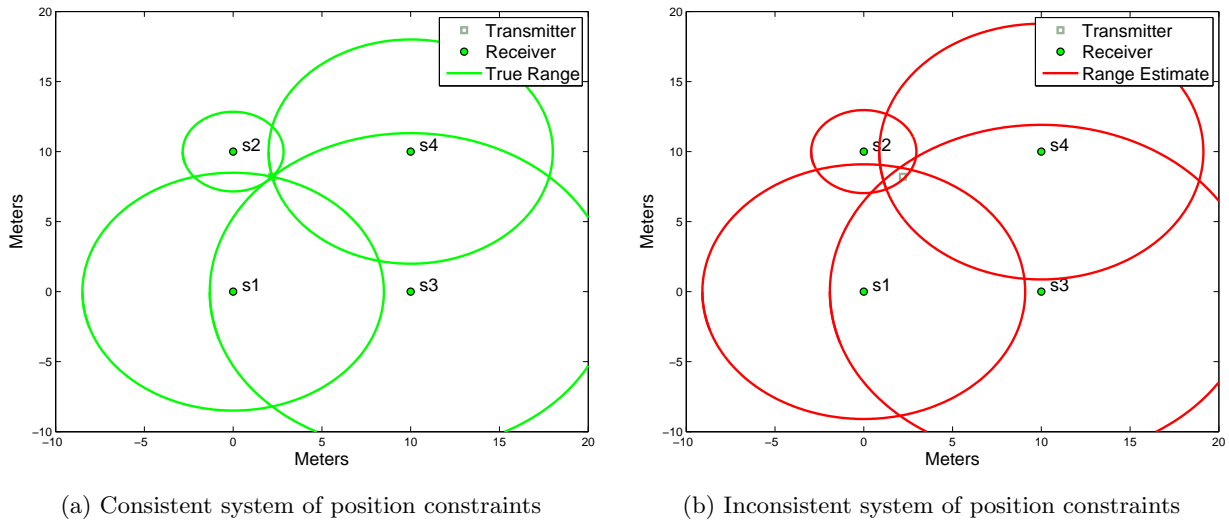 Transmitter
Receiver
True Range
s2
s4
s1
s3
20
15
10
5
0
−5
−10
−10
−5
0
5
10
15
20
Meters
Meters
(a) Consistent system of position constraints
Transmitter
Receiver
Range Estimate
s2
s4
s1
s3
20
15
10
5
0
−5
−10
−10
−5
0
5
10
15
20
Meters
Meters
(b) Inconsistent system of position constraints